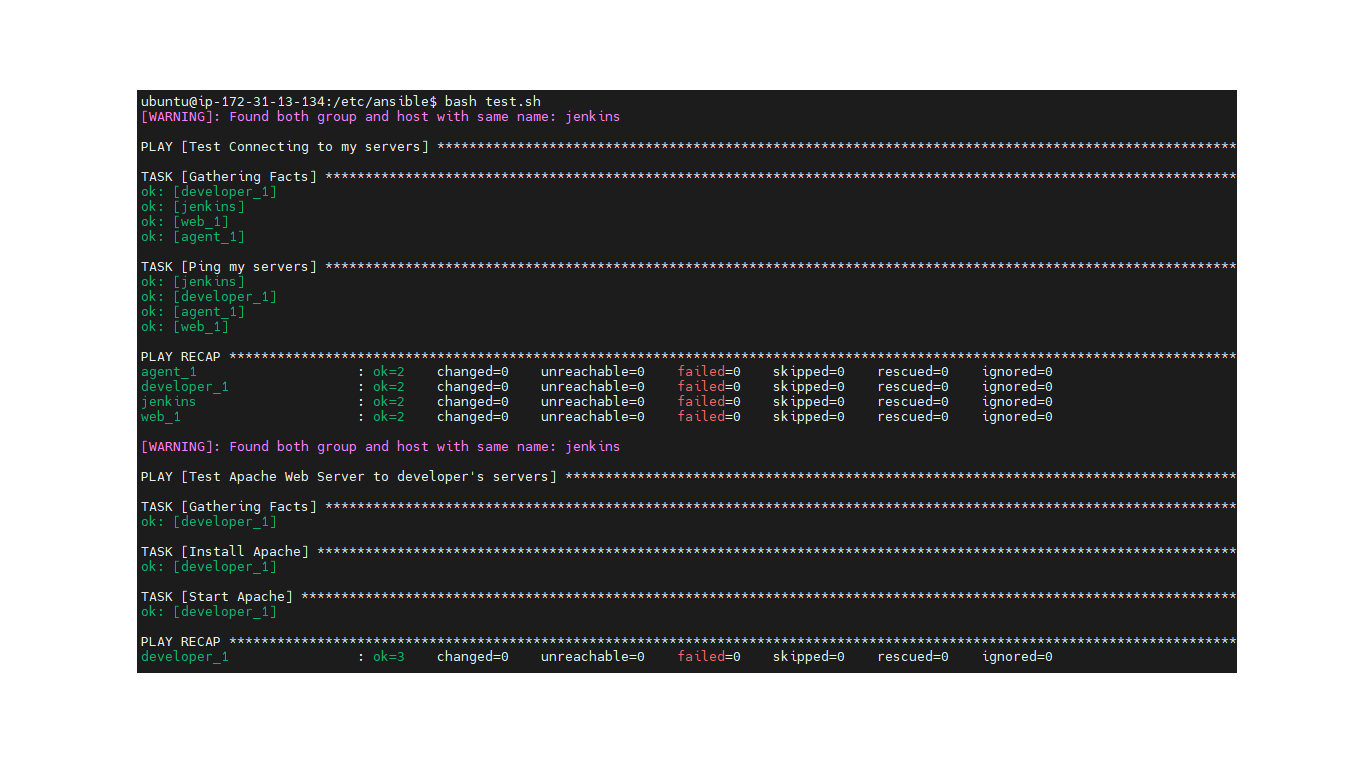 ubuntu@ip-172-31-13-134:/etc/ansible$ bash test.sh
[WARNING]: Found both group and host with same name: jenkins
PLAY [Test Connecting to my servers] ****************************************************************************************************
TASK [Gathering Facts] ******************************************************************************************************************
ok: [developer_1]
ok: [jenkins]
ok: [web_1]
ok: [agent_1]
TASK [Ping my servers] ******************************************************************************************************************
ok: [jenkins]
ok: [developer_1]
ok: [agent_1]
ok: [web_1]
PLAY RECAP ******************************************************************************************************************************
agent_1                    : ok=2    changed=0    unreachable=0    failed=0    skipped=0    rescued=0    ignored=0
developer_1                : ok=2    changed=0    unreachable=0    failed=0    skipped=0    rescued=0    ignored=0
jenkins                    : ok=2    changed=0    unreachable=0    failed=0    skipped=0    rescued=0    ignored=0
web_1                      : ok=2    changed=0    unreachable=0    failed=0    skipped=0    rescued=0    ignored=0
[WARNING]: Found both group and host with same name: jenkins
PLAY [Test Apache Web Server to developer's servers] ************************************************************************************
TASK [Gathering Facts] ******************************************************************************************************************
ok: [developer_1]
TASK [Install Apache] *******************************************************************************************************************
ok: [developer_1]
TASK [Start Apache] *********************************************************************************************************************
ok: [developer_1]
PLAY RECAP ******************************************************************************************************************************
developer_1                : ok=3    changed=0    unreachable=0    failed=0    skipped=0    rescued=0    ignored=0